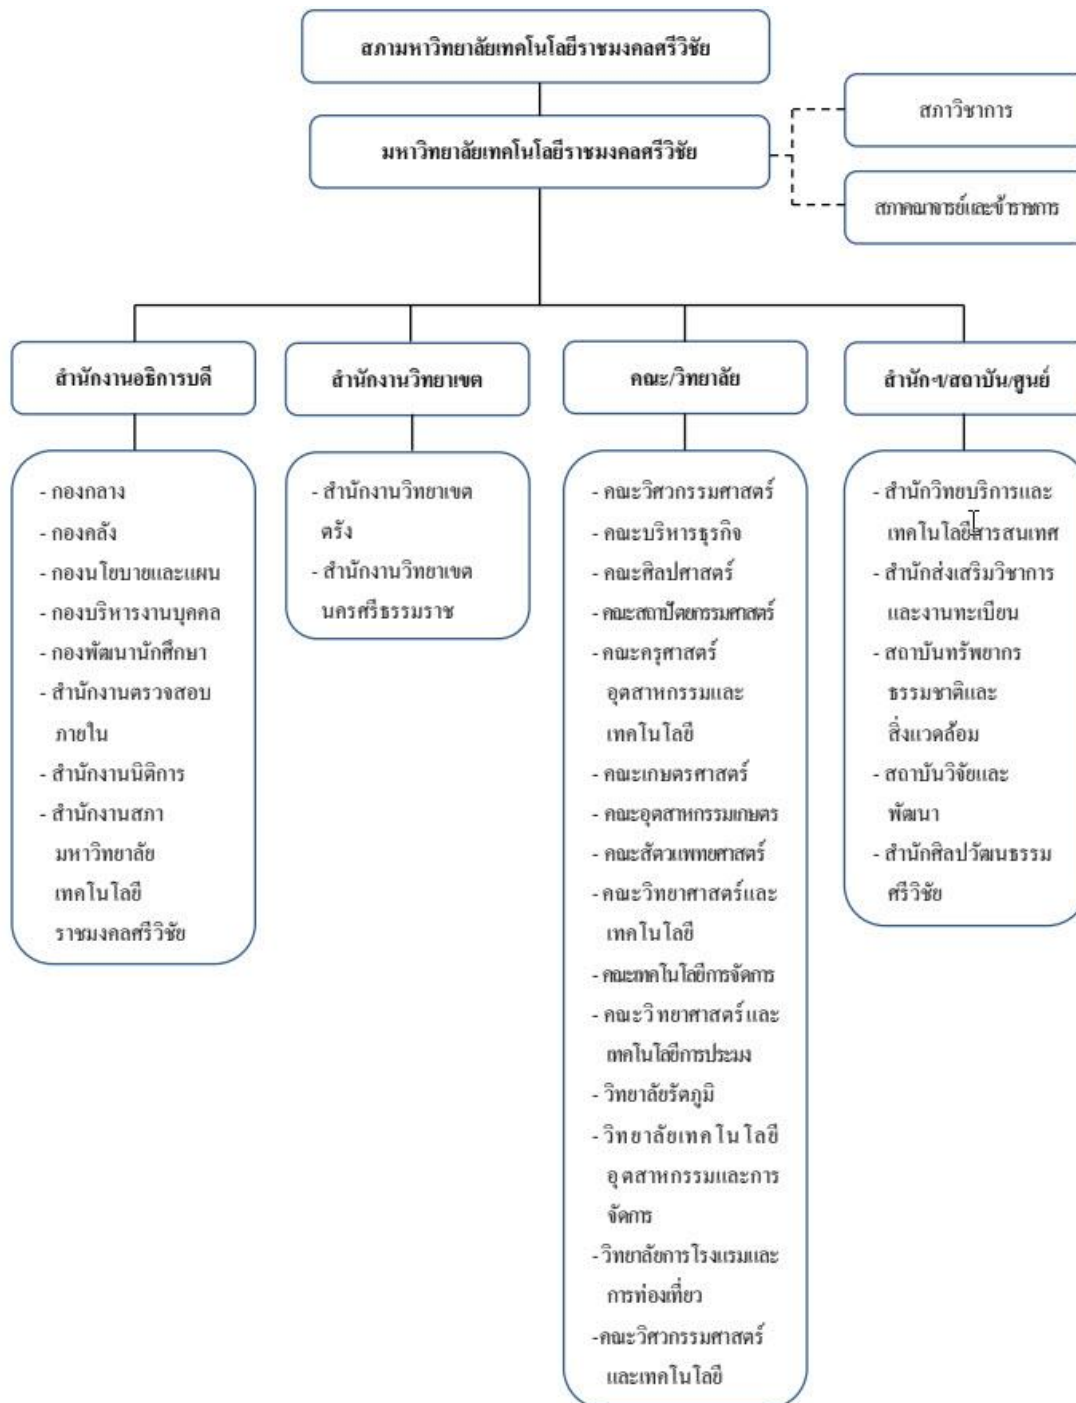 สภามหาวิทยาลัยเทคโนโลยีราชมงคลศรีวิชัย
มหาวิทยาลัยเทคโนโลยีราชมงคลศรีวิชัย
สภาวิชาการ
สภาคณาจารย์และข้าราชการ
สำนักงานอธิการบดี
- กองกลาง
- กองคลัง
- กองนโยบายและแผน
- กองบริหารงานบุคคล
- กองพัฒนานักศึกษา
- สำนักงานตรวจสอบ
ภายใน
- สำนักงานนิติการ
- สำนักงานสภา
มหาวิทยาลัย
เทคโนโลยี
ราชมงคลศรีวิชัย
สำนักงานวิทยาเขต
- สำนักงานวิทยาเขต
ตรัง
- สำนักงานวิทยาเขต
นครศรีธรรมราช
คณะ/วิทยาลัย
- คณะวิศวกรรมศาสตร์
- คณะบริหารธุรกิจ
- คณะศิลปศาสตร์
- คณะสถาปัตยกรรมศาสตร์
- คณะครุศาสตร์
อุตสาหกรรมและ
เทคโนโลยี
- คณะเกษตรศาสตร์
- คณะอุตสาหกรรมเกษตร
- คณะสัตวแพทยศาสตร์
- คณะวิทยาศาสตร์และ
เทคโนโลยี
- คณะเทคโนโลยีการจัดการ
- คณะวิทยาศาสตร์และ
เทคโนโลยีการประมง
- วิทยาลัยรัตภูมิ
- วิทยาลัยเทคโนโลยี
อุตสาหกรรมและการ
จัดการ
- วิทยาลัยการโรงแรมและ
การท่องเที่ยว
-คณะวิศวกรรมศาสตร์
และเทคโนโลยี
สำนักฯ/สถาบัน/ศูนย์
- สำนักวิทยบริการและ
เทคโนโลยีสารสนเทศ
- สำนักส่งเสริมวิชาการ
และงานทะเบียน
- สถาบันทรัพยากร
ธรรมชาติและ
สิ่งแวดล้อม
- สถาบันวิจัยและ
พัฒนา
- สำนักศิลปวัฒนธรรม
ศรีวิชัย